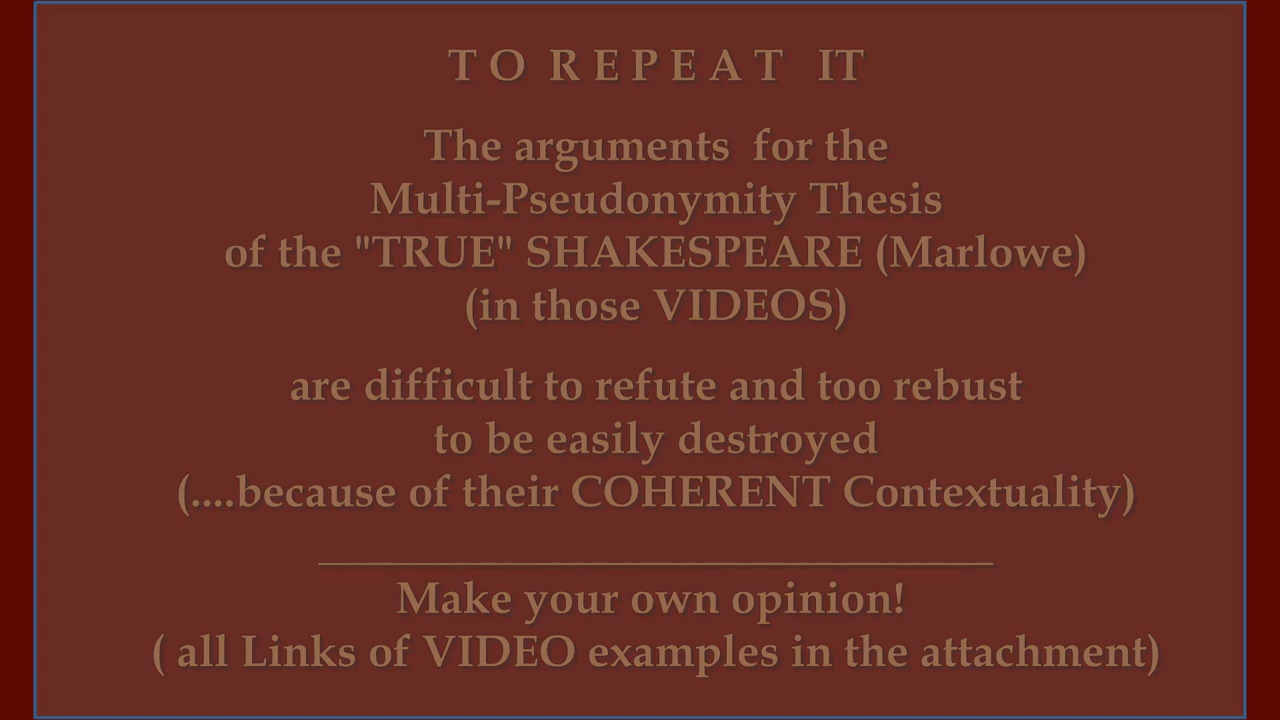 T O R E P E A T IT
The arguments for the
Multi-Pseudonymity Thesis
of the "TRUE" SHAKESPEARE (Marlowe)
(in those VIDEOS)
are difficult to refute and too rebust
to be easily destroyed
(....because of their COHERENT Contextuality)
Make your own opinion!
( all Links of VIDEO examples in the attachment)